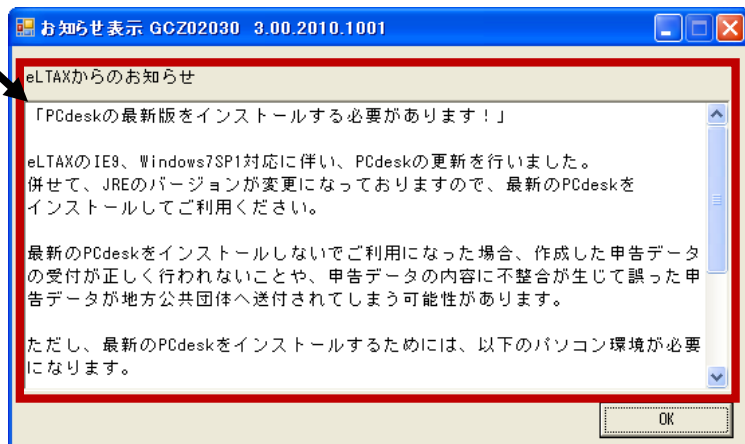 お知らせ表示 GCZ02030 3.00.2010.1001
eLTAXからのお知らせ
「PCdeskの最新版をインストールする必要があります!」
eLTAXのIE9、Windows7SP1対応に伴い、PCdeskの更新を行いました。
併せて、JREのバージョンが変更になっておりますので、最新のPCdeskを
インストールしてご利用ください。
最新のPCdeskをインストールしないでご利用になった場合、作成した申告データ
の受付が正しく行われないことや、申告データの内容に不整合が生じて誤った申
告データが地方公共団体へ送付されてしまう可能性があります。
ただし、最新のPCdeskをインストールするためには、以下のパソコン環境が必要
になります。
OK